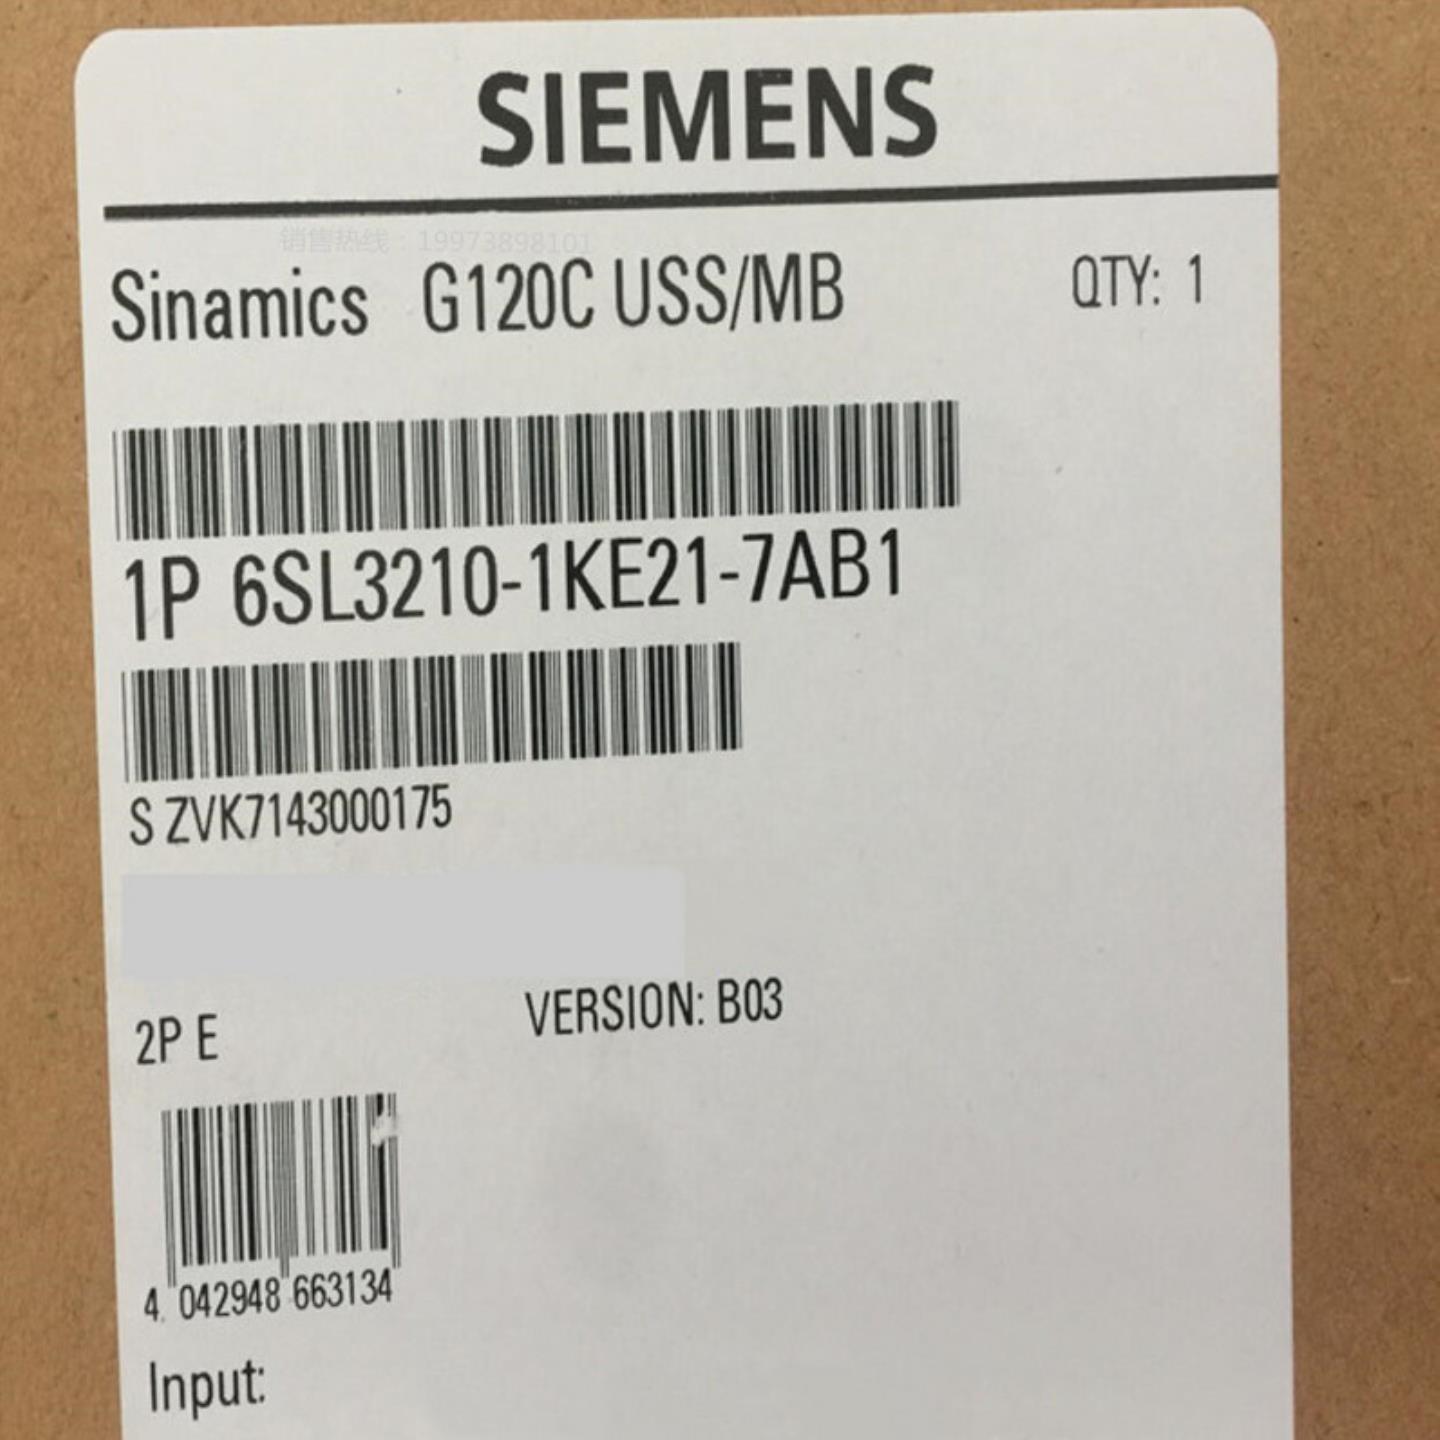 SIEMENS
销售热线：19973898101
Sinamics G120C USS/MB QTY: 1
1P 6SL3210-1KE21-7AB1
S ZVK7143000175
2P E VERSION: B03
4 042948 663134
Input: